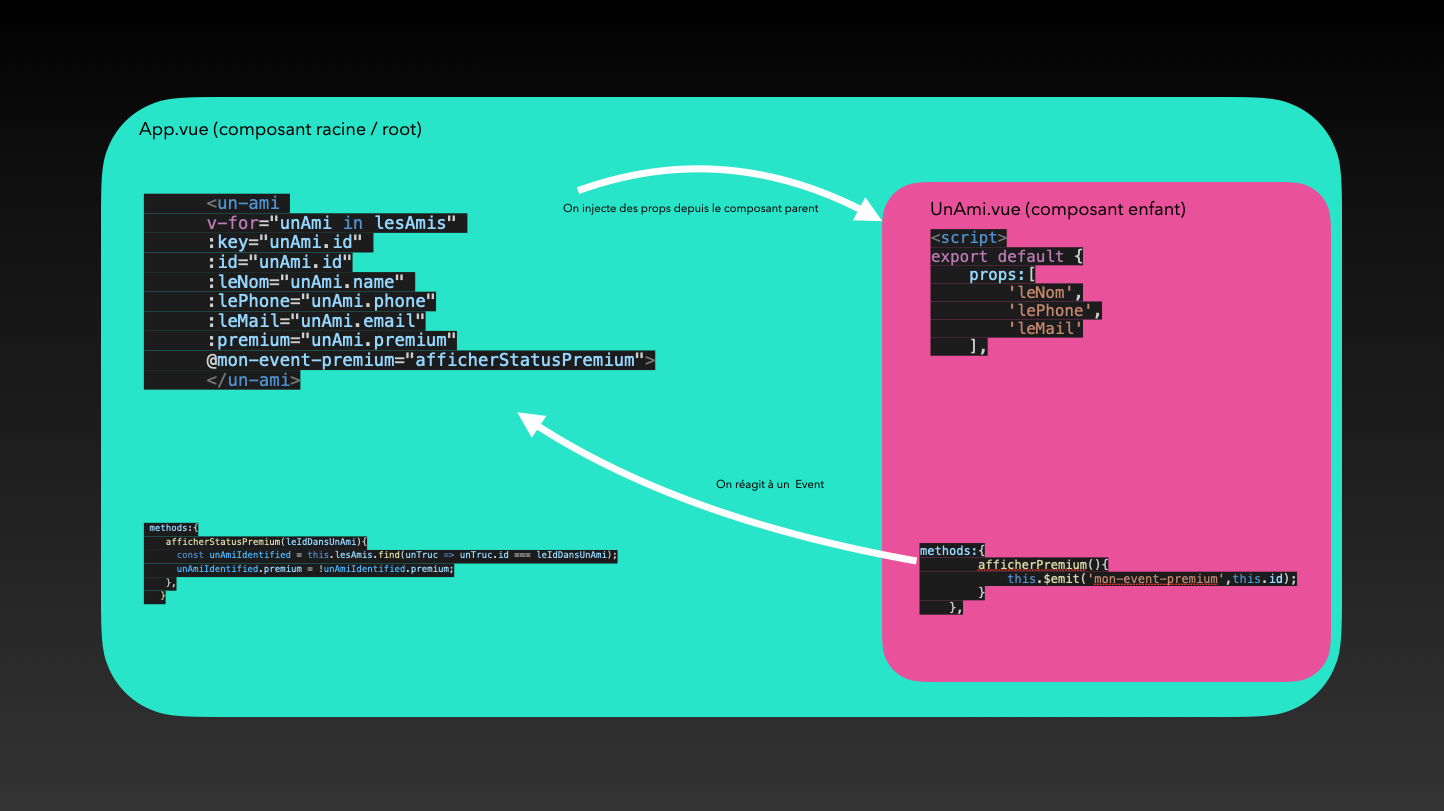 App.vue (composant racine / root)
<un-ami
v-for="unAmi in lesAmis"
:key="unAmi.id"
:id="unAmi.id"
:leNom="unAmi.name"
:lePhone="unAmi.phone"
:leMail="unAmi.email"
:premium="unAmi.premium"
@mon-event-premium="afficherStatusPremium">
</un-ami>
On injecte des props depuis le composant parent
UnAmi.vue (composant enfant)
<script>
export default {
props:[
'leNom',
'lePhone',
'leMail'
],
On réagit à un  Event
methods:{
afficherStatusPremium(leIdDansUnAmi){
const unAmiIdentified = this.lesAmis.find(unTruc => unTruc.id === leIdDansUnAmi);
unAmiIdentified.premium = !unAmiIdentified.premium;
},
}
methods:{
afficherPremium(){
this.$emit('mon-event-premium',this.id);
}
},